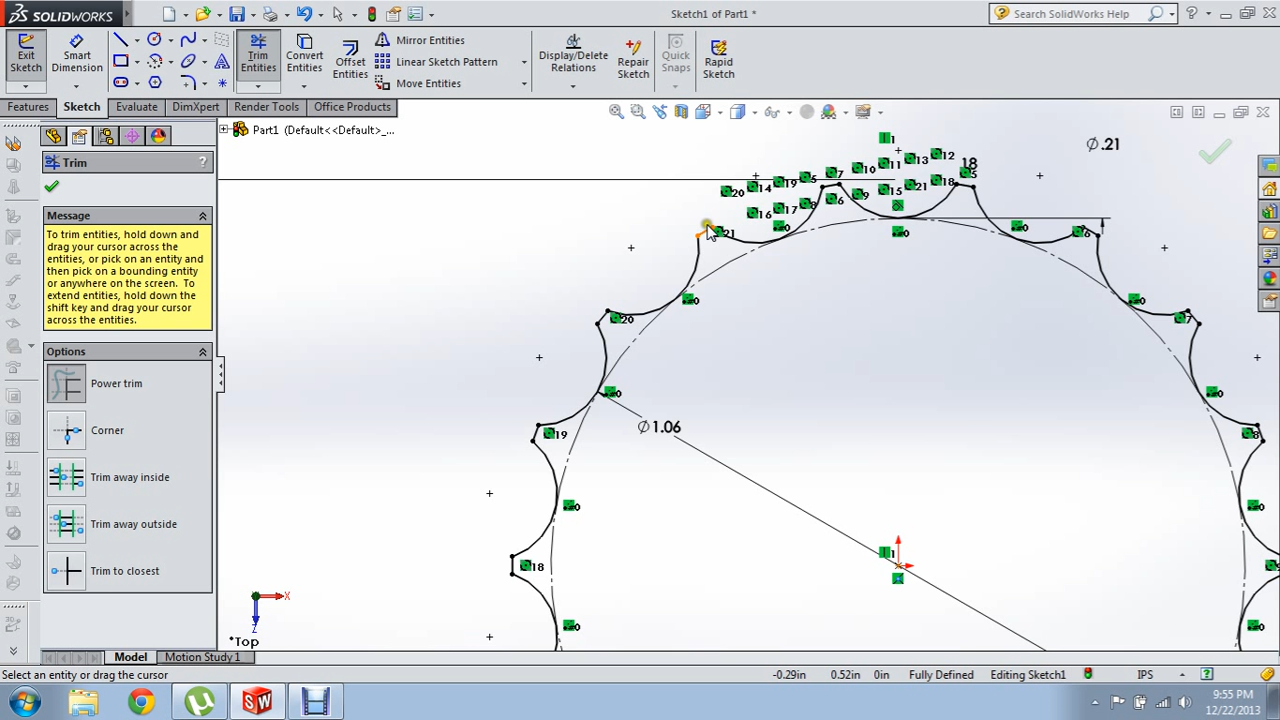 SOLIDWORKS
Sketch1 of Part1 *
Search SolidWorks Help
Exit Sketch
Smart Dimension
Trim Entities
Convert Entities
Offset Entities
Mirror Entities
Linear Sketch Pattern
Move Entities
Display/Delete Relations
Repair Sketch
Quick Snaps
Rapid Sketch
Features
Sketch
Evaluate
DimXpert
Render Tools
Office Products
Part1 (Default<<Default>_...
Trim
?
Message
To trim entities, hold down and
drag your cursor across the
entities, or pick on an entity and
then pick on a bounding entity
or anywhere on the screen. To
extend entities, hold down the
shift key and drag your cursor
across the entities.
Options
Power trim
Corner
Trim away inside
Trim away outside
Trim to closest
∅.21
18
∅1.06
X
Z
*Top
Model
Motion Study 1
Select an entity or Drag the cursor
-0.29in
0.52in
0in
Fully Defined
Editing Sketch1
IPS
9:55 PM
12/22/2013